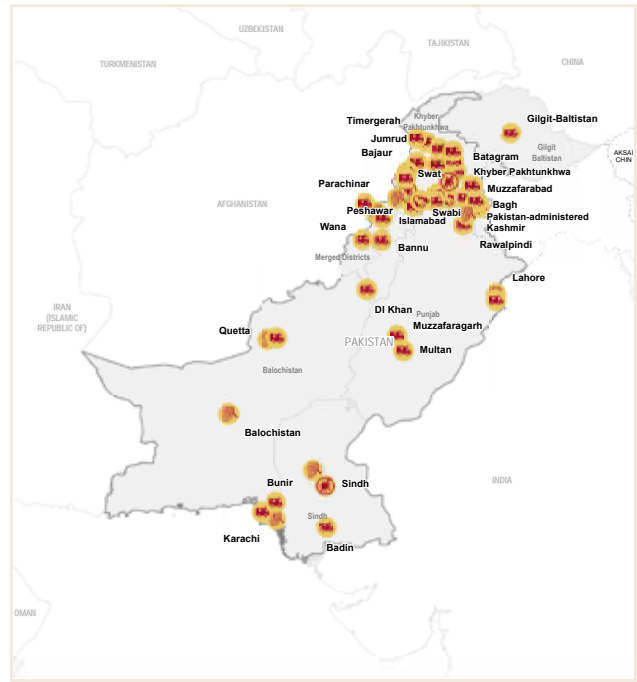 UZBEKISTAN
TAJIKISTAN
TURKMENISTAN
CHINA
Timergerah
Khyber
Pakhtunkhwa
Gilgit-Baltistan
Jumrud
Bajaur
Batagram
Gilgit
Baltistan
AKSAI
CHIN
Swat
Khyber Pakhtunkhwa
Parachinar
Muzzafarabad
AFGHANISTAN
Peshawar
Swabi
Bagh
Islamabad
Pakistan-administered
Kashmir
Wana
Bannu
Rawalpindi
Merged Districts
Lahore
IRAN
(ISLAMIC
REPUBLIC OF)
DI Khan
Punjab
Quetta
Muzzafaragarh
PAKISTAN
Multan
Balochistan
Balochistan
Bunir
Sindh
INDIA
Sindh
Karachi
Badin
OMAN